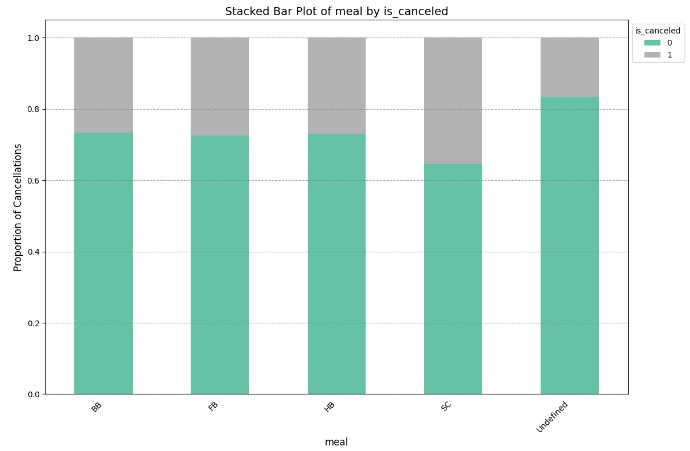 Stacked Bar Plot of meal by is_canceled
is_canceled
0
1
Proportion of Cancellations
1.0
0.8
0.6
0.4
0.2
0.0
BB
FB
HB
SC
Undefined
meal